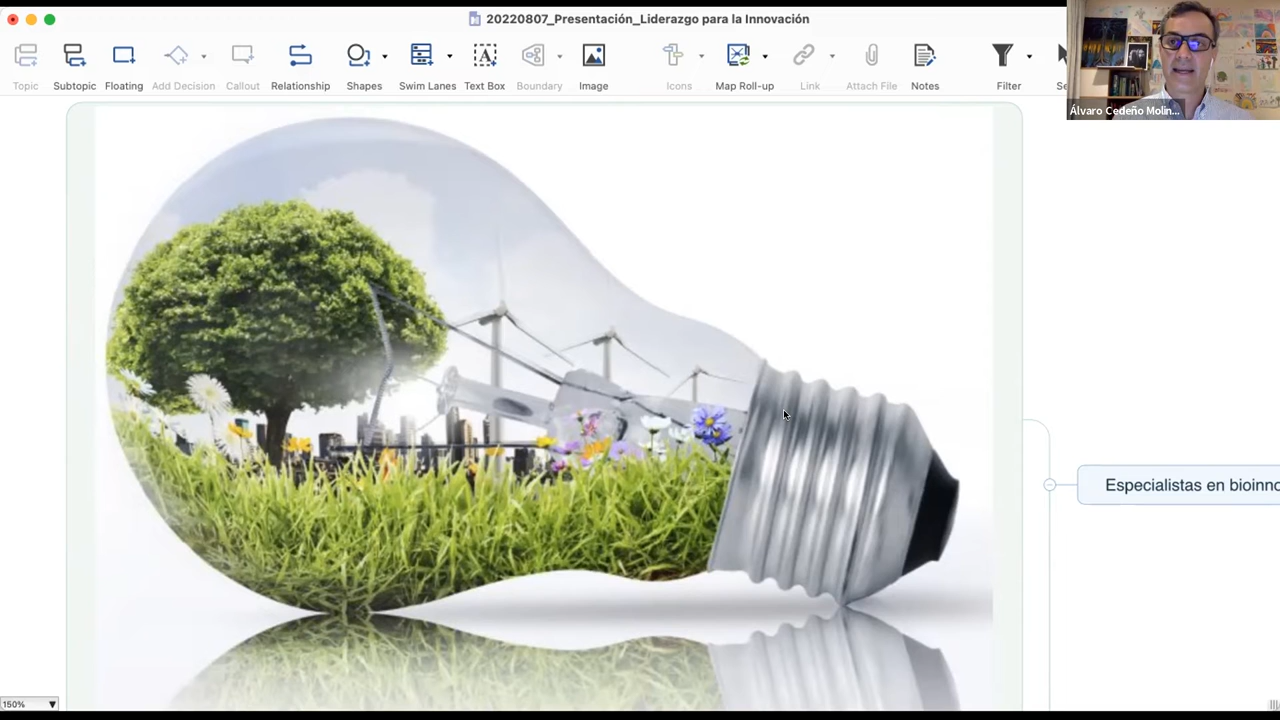 20220807_Presentación_Liderazgo para la Innovación
Topic
Subtopic
Floating
Add Decision
Callout
Relationship
Shapes
Swim Lanes
Text Box
Boundary
Image
Icons
Map Roll-up
Link
Attach File
Notes
Filter
Se
Álvaro Cedeño Molin...
Especialistas en bioinno
150%